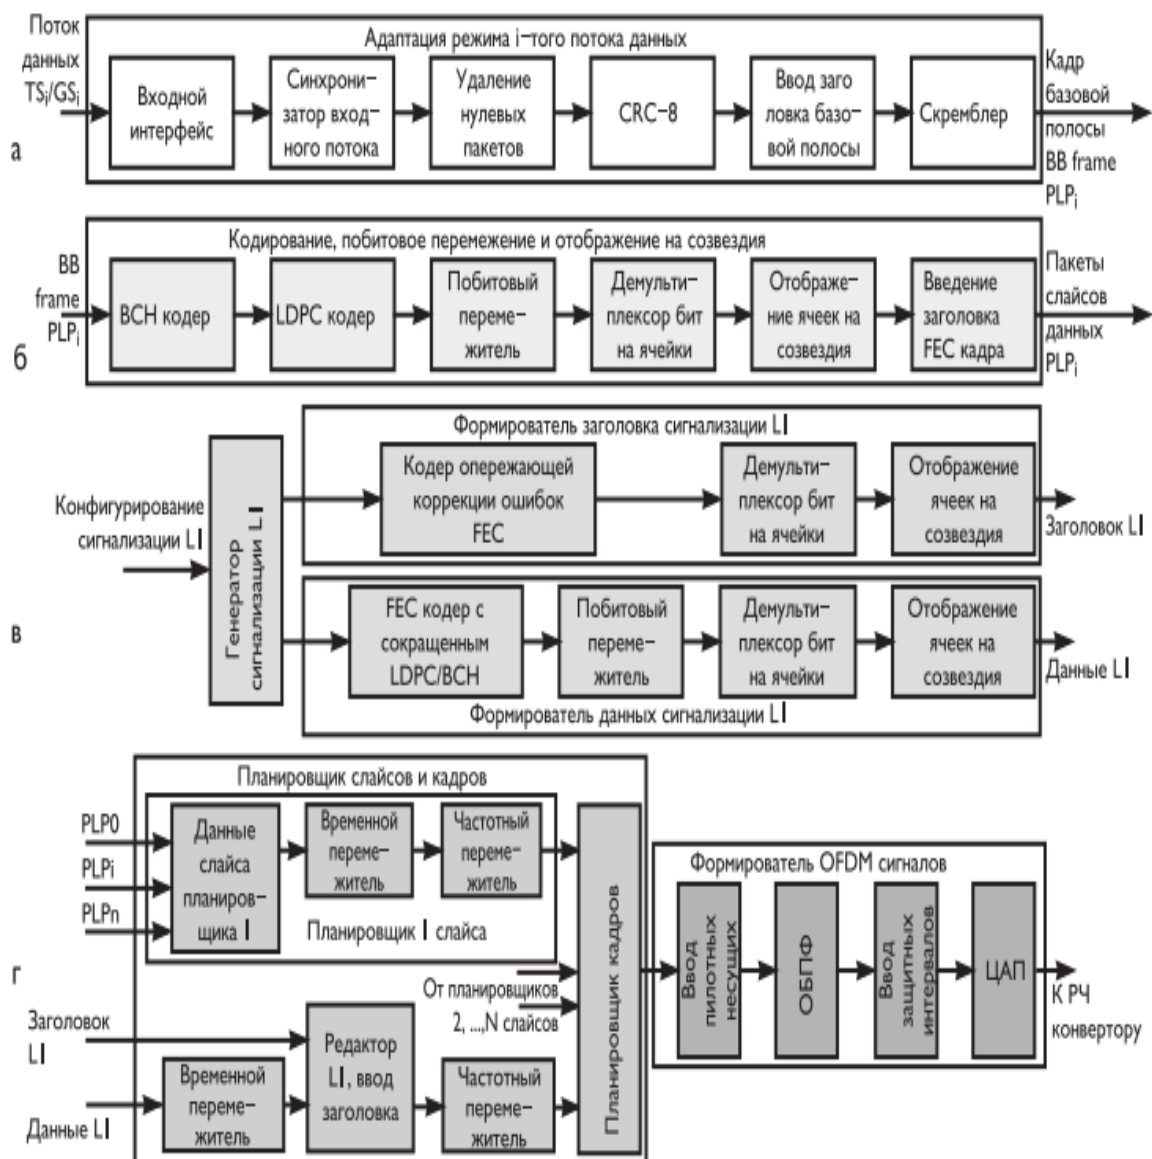 Поток
данных
TSi/GSi
Адаптация режима i-того потока данных
Входной
интерфейс
Синхрони-
затор вход-
ного потока
Удаление
нулевых
пакетов
CRC-8
Ввод заго
ловка базо-
вой полосы
Скремблер
Кадр
базовой
полосы
BB frame
PLPi
а
Кодирование, побитовое перемежение и отображение на созвездия
BB
frame
PLPi
BCH кодер
LDPC кодер
Побитовый
переме-
житель
Демульти-
плексор бит
на ячейки
Отображе-
ние ячеек на
созвездия
Введение
заголовка
FEC кадра
Пакеты
слайсов
данных
PLPi
б
Формирователь заголовка сигнализации L1
Конфигурирование
сигнализации L1
Генератор
сигнализации L1
Кодер опережающей
коррекции ошибок
FEC
Демульти-
плексор бит
на ячейки
Отображение
ячеек на
созвездия
Заголовок L1
в
FEC кодер с
сокращенным
LDPC/BCH
Побитовый
переме-
житель
Демульти-
плексор бит
на ячейки
Отображение
ячеек на
созвездия
Данные L1
Формирователь данных сигнализации L1
Планировщик слайсов и кадров
PLP0
PLPi
PLPn
Данные
слайса
планиров-
щика 1
Временной
переме-
житель
Частотный
переме-
житель
Планировщик 1 слайса
Планировщик кадров
От планировщиков
2, ...,N слайсов
Формирователь OFDM сигналов
Ввод
пилотных
несущих
ОБПФ
Ввод
защитных
интервалов
ЦАП
К РЧ
конвертору
г
Заголовок
L1
Данные L1
Временной
переме-
житель
Редактор
L1, ввод
заголовка
Частотный
переме-
житель